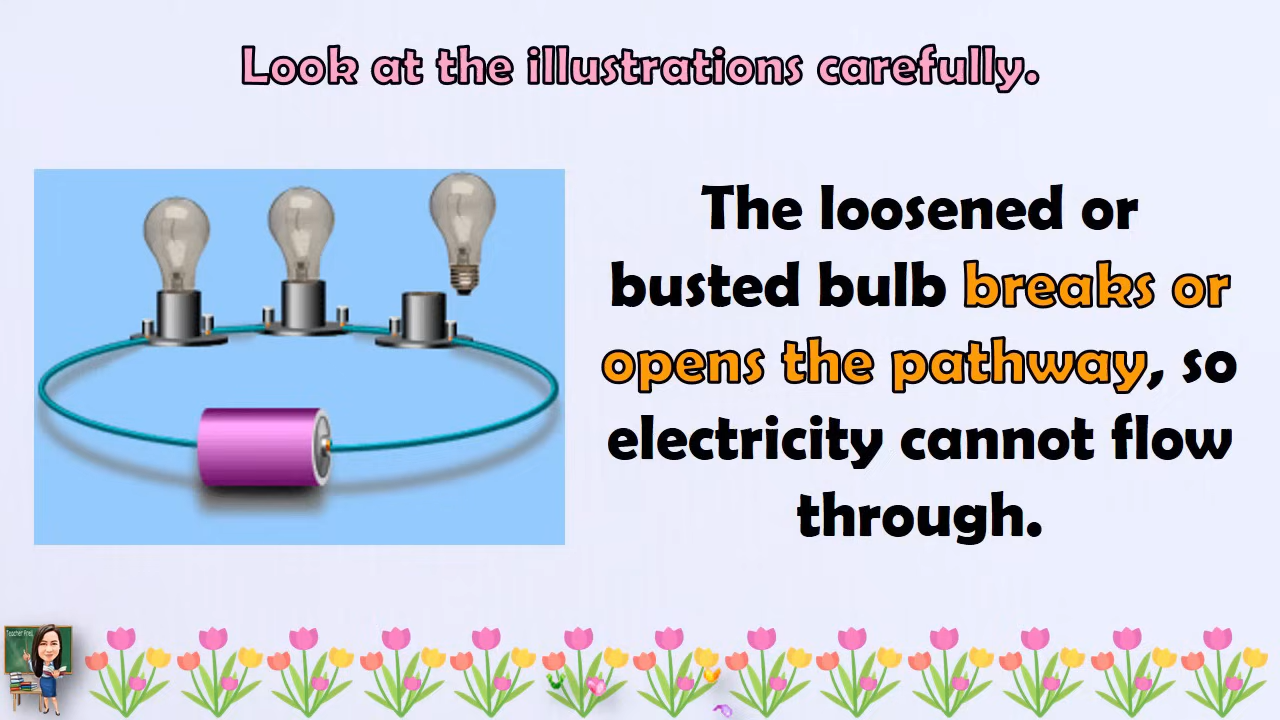 Look at the illustrations carefully.
The loosened or
busted bulb breaks or
opens the pathway, so
electricity cannot flow
through.